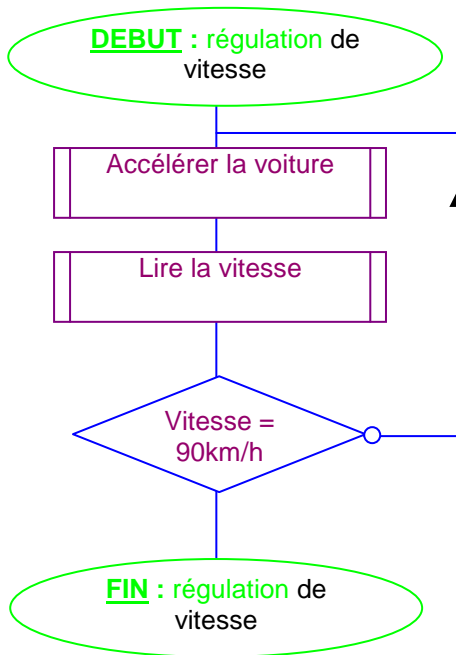 DEBUT : régulation de
vitesse
Accélérer la voiture
Lire la vitesse
Vitesse =
90km/h
FIN : régulation de
vitesse